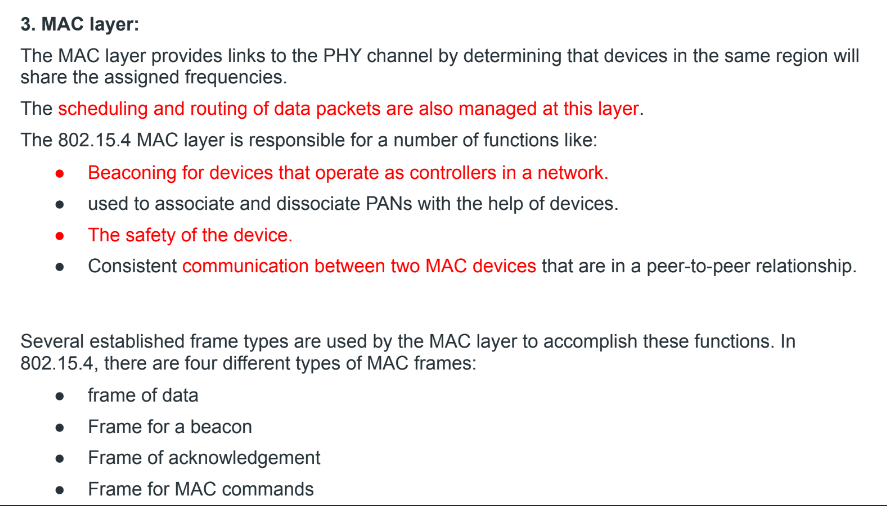 3. MAC layer:
The MAC layer provides links to the PHY channel by determining that devices in the same region will
share the assigned frequencies.
The scheduling and routing of data packets are also managed at this layer.
The 802.15.4 MAC layer is responsible for a number of functions like:
● Beaconing for devices that operate as controllers in a network.
● used to associate and dissociate PANs with the help of devices.
● The safety of the device.
● Consistent communication between two MAC devices that are in a peer-to-peer relationship.
Several established frame types are used by the MAC layer to accomplish these functions. In
802.15.4, there are four different types of MAC frames:
● frame of data
● Frame for a beacon
● Frame of acknowledgement
● Frame for MAC commands